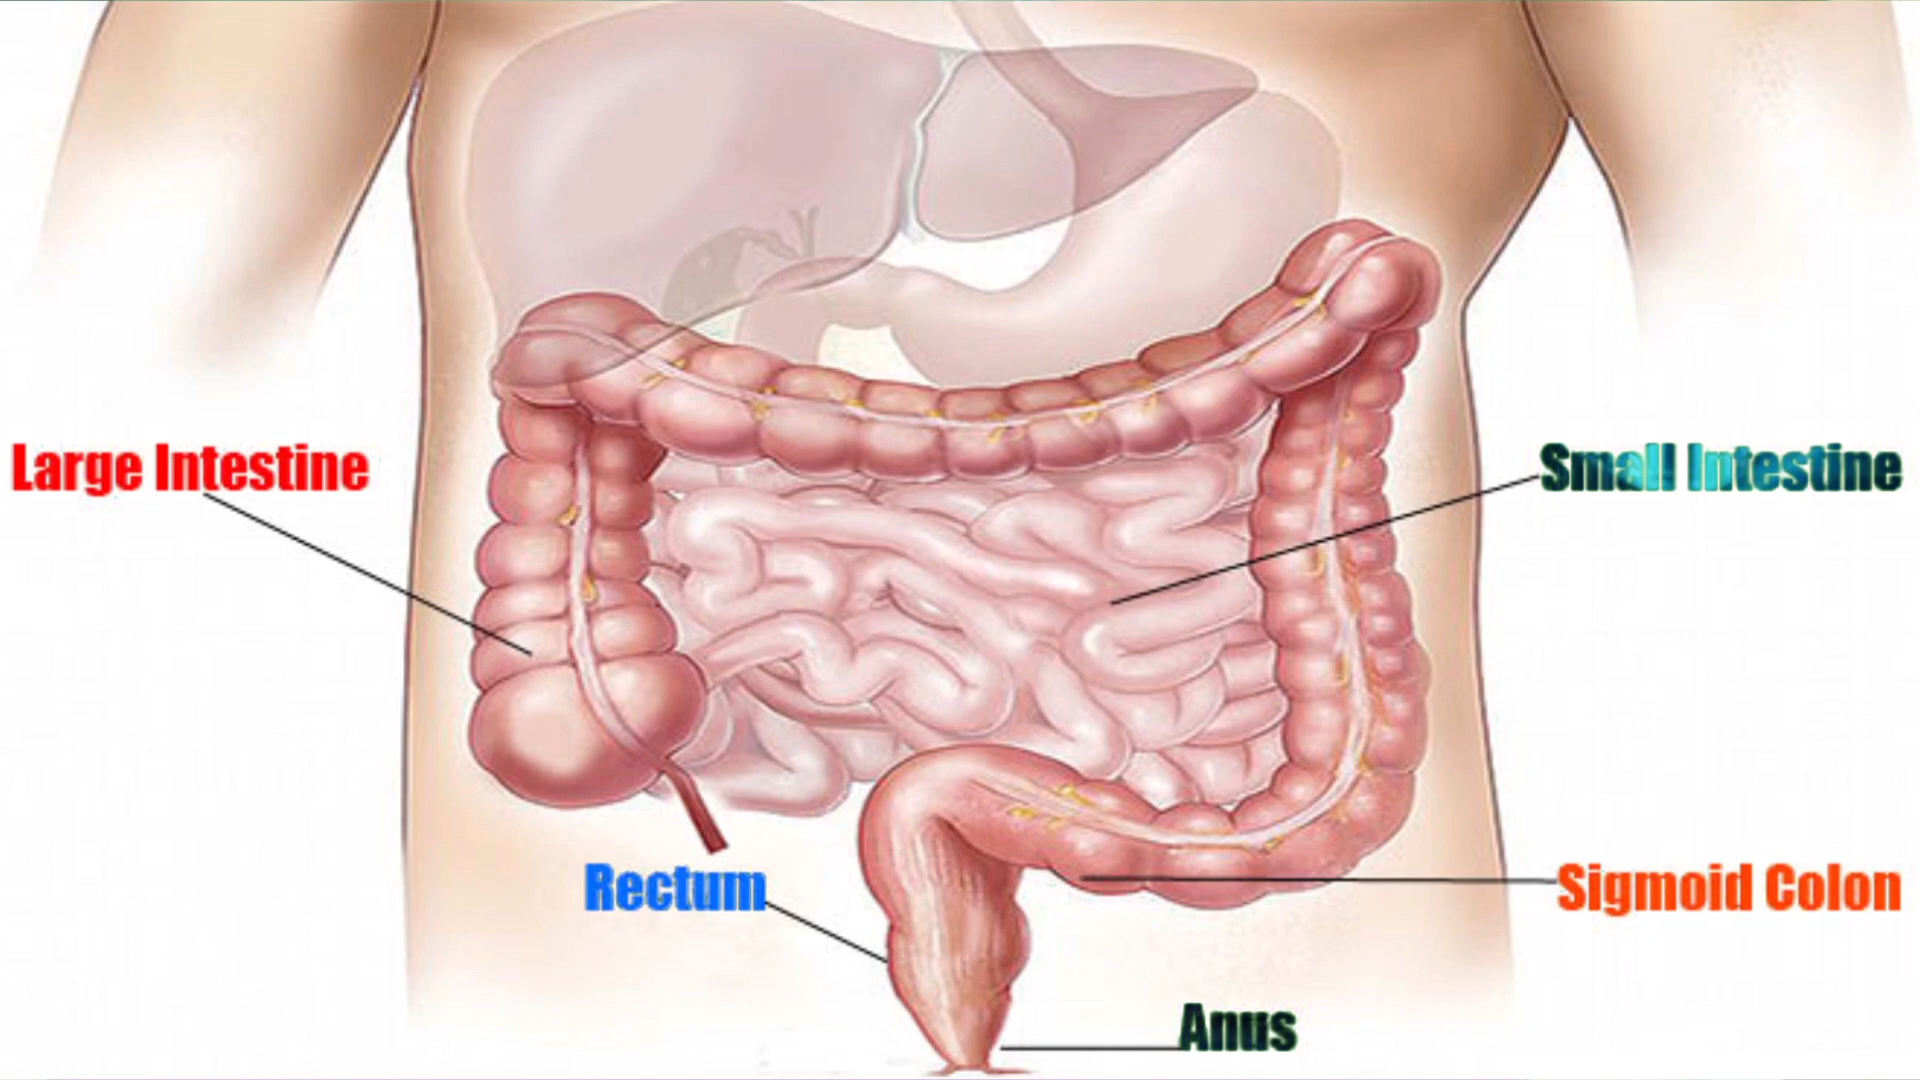 Large Intestine
Small Intestine
Rectum
Sigmoid Colon
Anus